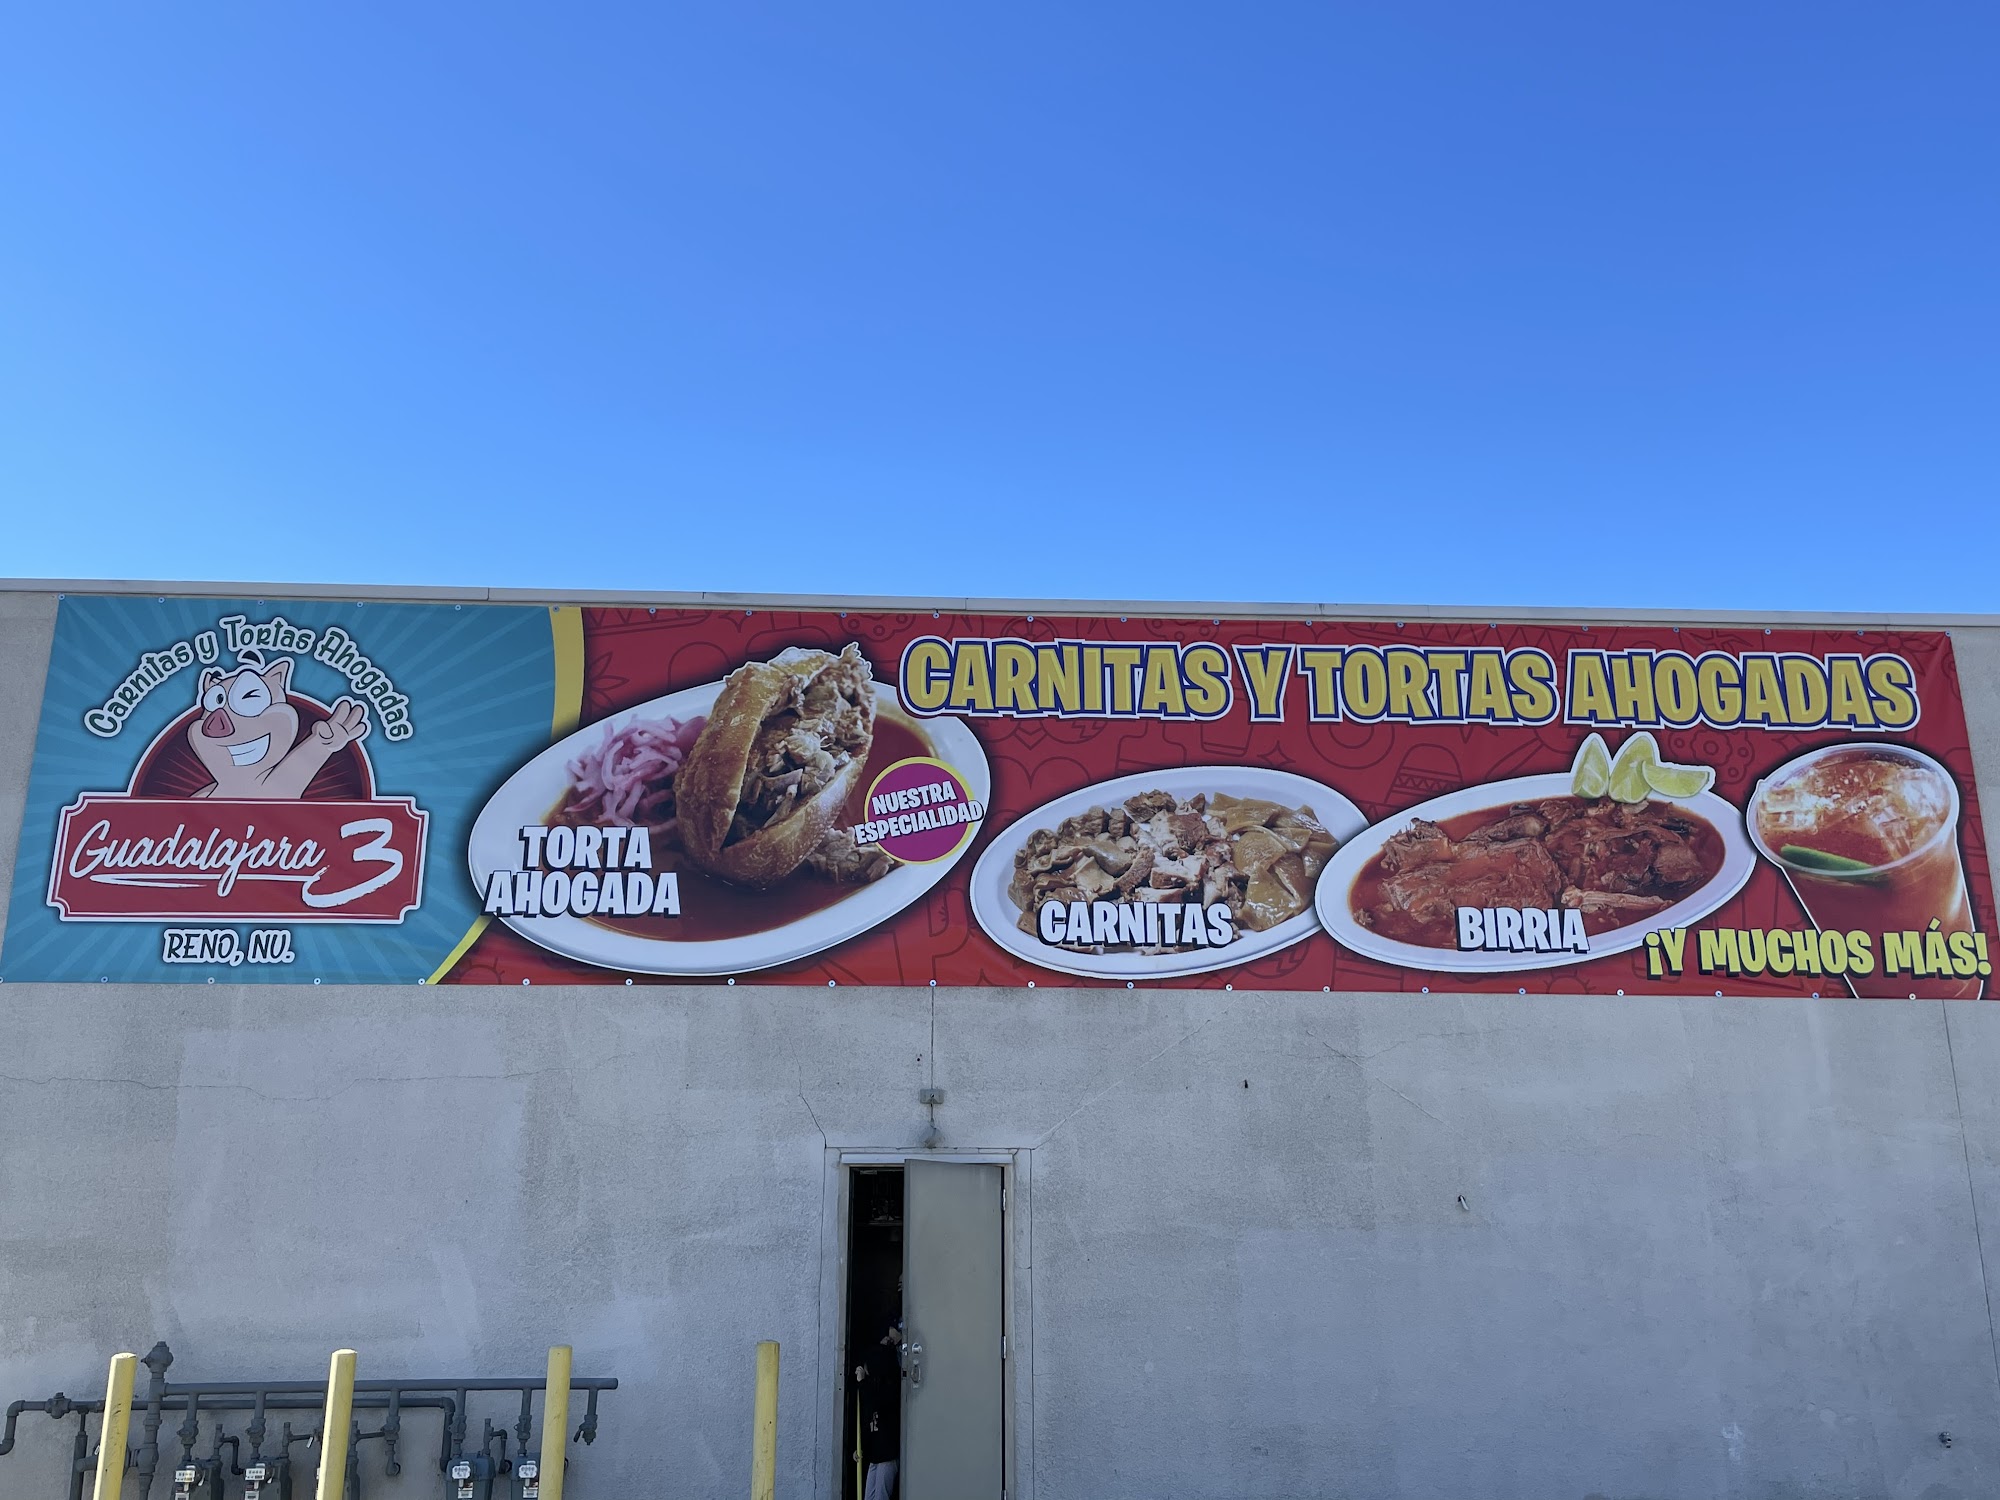 Carnitas y Tortas Ahogadas
Guadalajara 3
RENO, NV.
TORTA
AHOGADA
NUESTRA
ESPECIALIDAD
CARNITAS Y TORTAS AHOGADAS
CARNITAS
BIRRIA
¡Y MUCHOS MÁS!